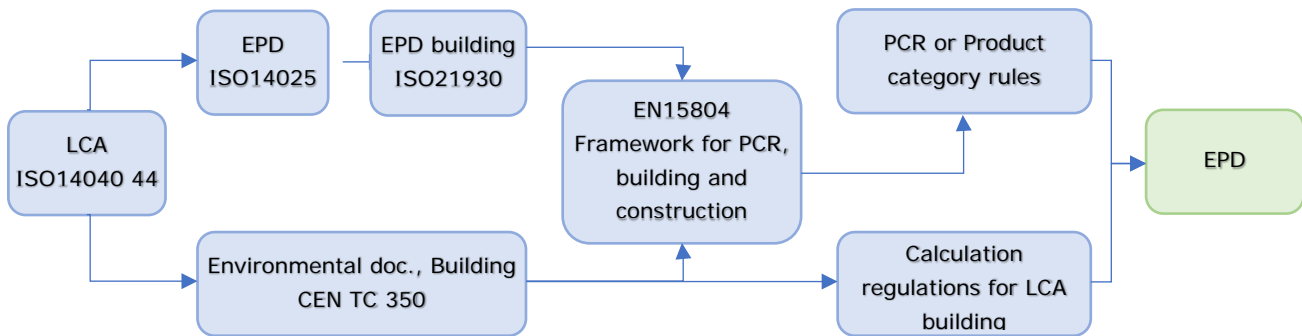 EPD
ISO14025
EPD building
ISO21930
PCR or Product
category rules
LCA
ISO14040 44
EN15804
Framework for PCR,
building and
construction
EPD
Environmental doc., Building
CEN TC 350
Calculation
regulations for LCA
building